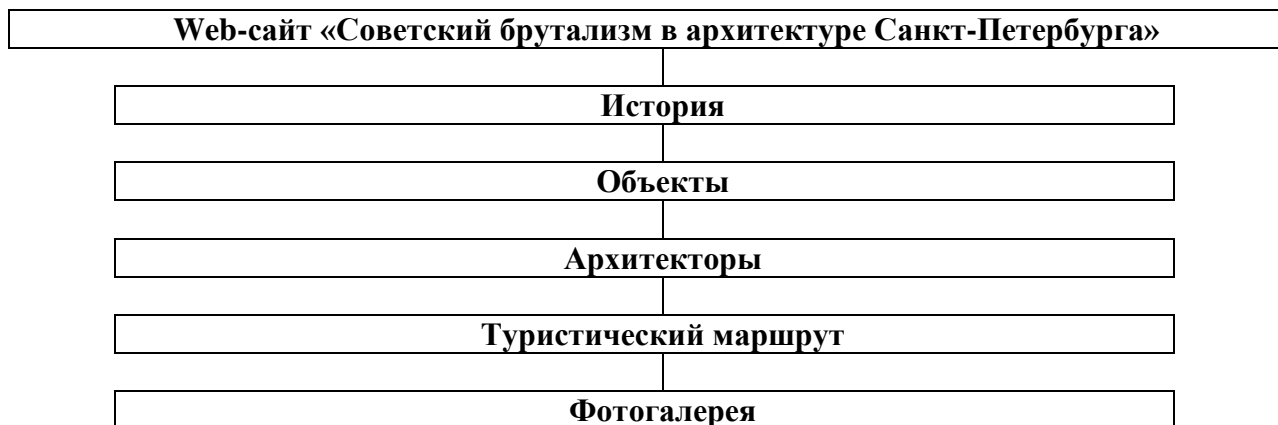 Web-сайт «Советский брутализм в архитектуре Санкт-Петербурга»
История
Объекты
Архитекторы
Туристический маршрут
Фотогалерея